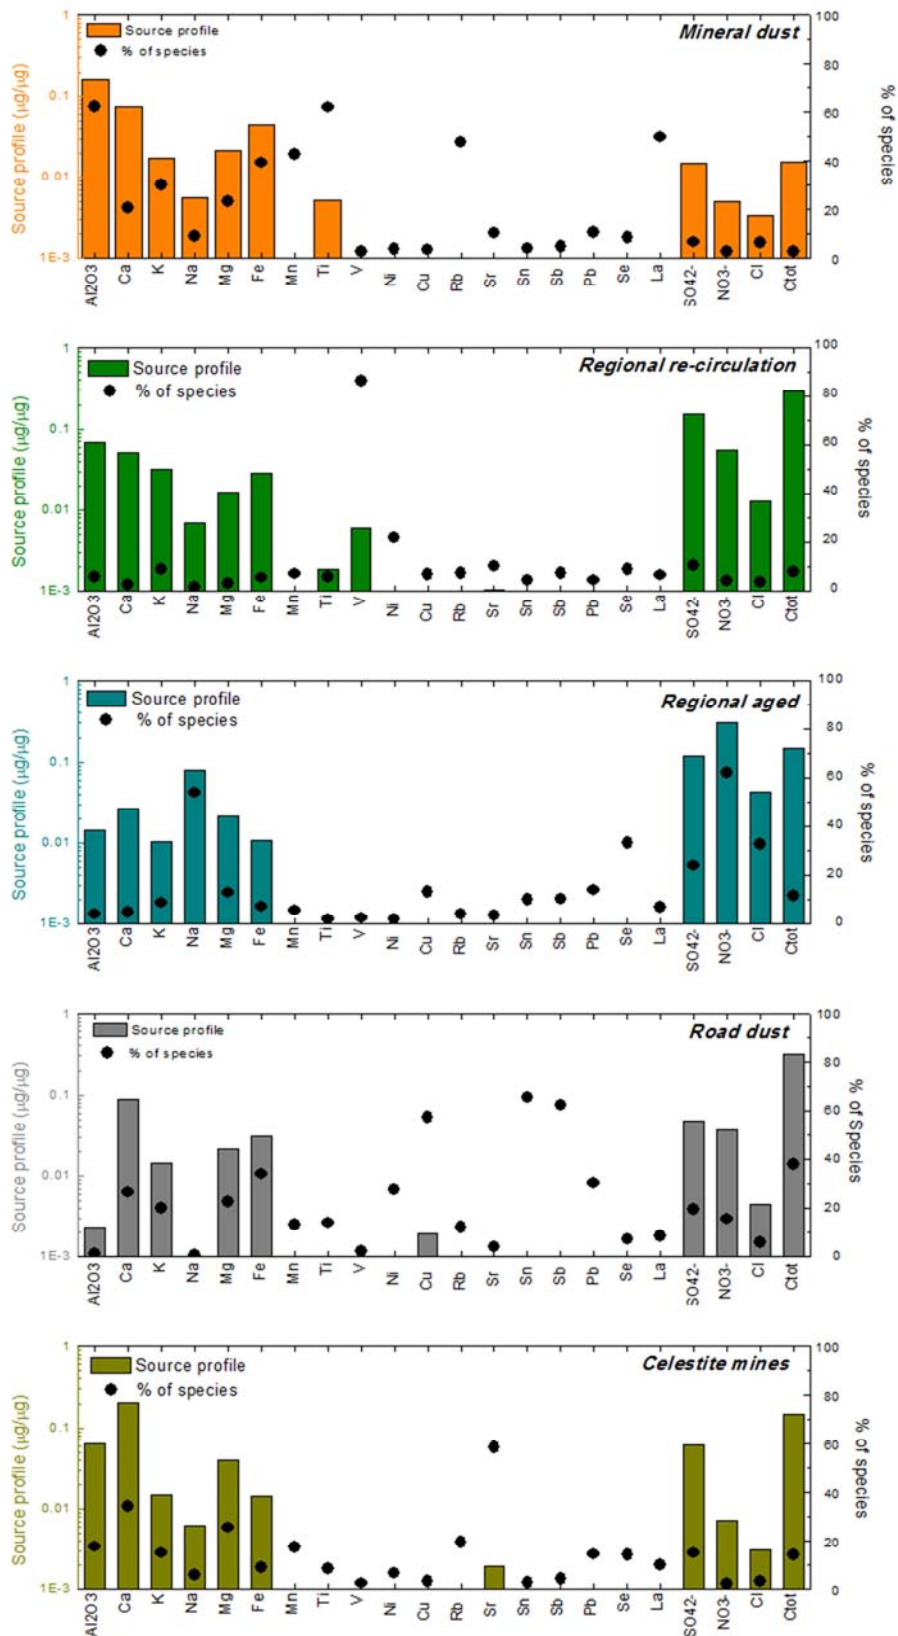 Mineral dust
Source profile
% of species
Source profile (µg/µg)
1
0.1
0.01
1E-3
100
80
60
40
20
0
% of species
Al2O3 Ca K Na Mg Fe Mn Ti V Ni Cu Rb Sr Sn Sb Pb Se La SO42- NO3- Cl Ctot
Regional re-circulation
Source profile
% of species
Source profile (µg/µg)
1
0.1
0.01
1E-3
100
80
60
40
20
0
% of species
Al2O3 Ca K Na Mg Fe Mn Ti V Ni Cu Rb Sr Sn Sb Pb Se La SO42- NO3- Cl Ctot
Regional aged
Source profile
% of species
Source profile (µg/µg)
1
0.1
0.01
1E-3
100
80
60
40
20
0
% of species
Al2O3 Ca K Na Mg Fe Mn Ti V Ni Cu Rb Sr Sn Sb Pb Se La SO42- NO3- Cl Ctot
Road dust
Source profile
% of species
Source profile (µg/µg)
1
0.1
0.01
1E-3
100
80
60
40
20
0
% of Species
Al2O3 Ca K Na Mg Fe Mn Ti V Ni Cu Rb Sr Sn Sb Pb Se La SO42- NO3- Cl Ctot
Celestite mines
Source profile
% of species
Source profile (µg/µg)
1
0.1
0.01
1E-3
100
80
60
40
20
0
% of species
Al2O3 Ca K Na Mg Fe Mn Ti V Ni Cu Rb Sr Sn Sb Pb Se La SO42- NO3- Cl Ctot